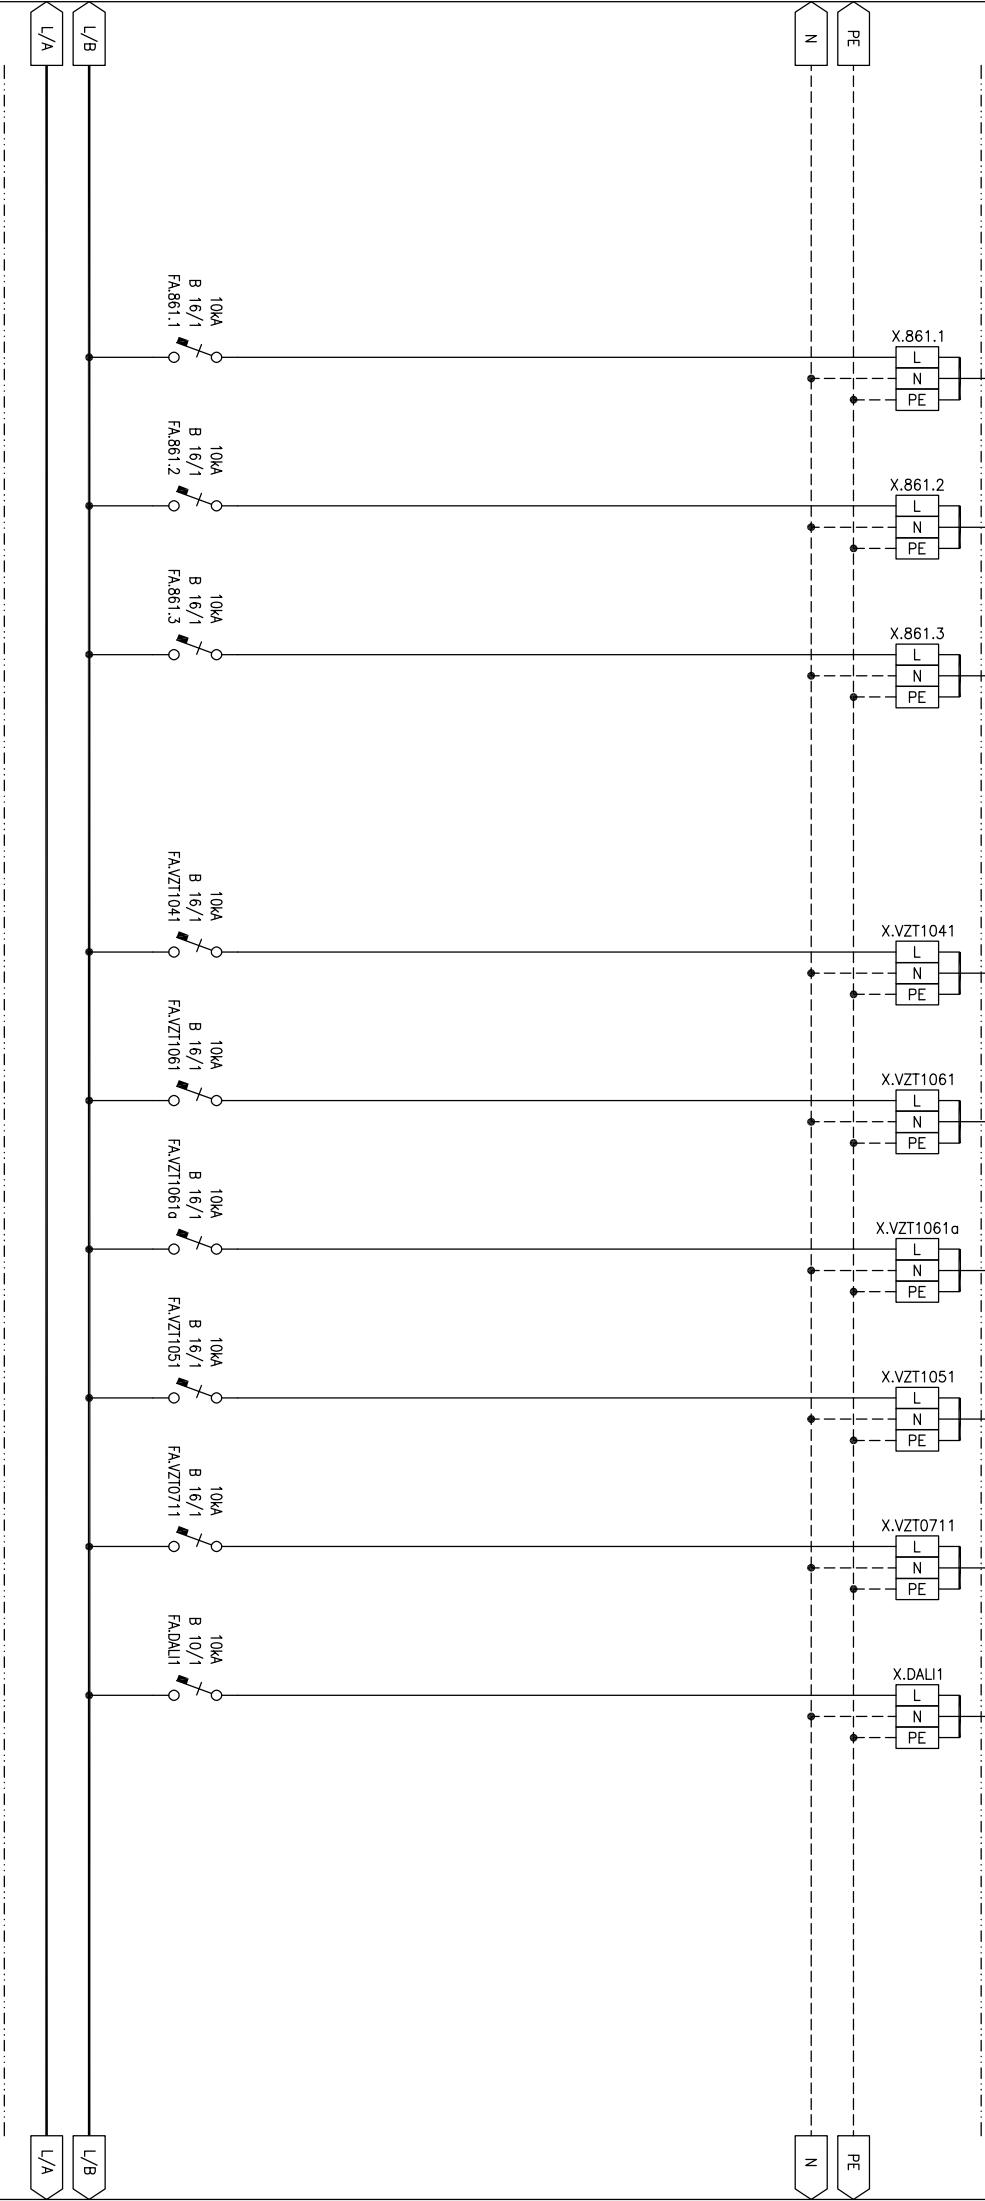 L/A
L/B
N
PE
10kA
B 16/1
FA.861.1
X.861.1
L
N
PE
10kA
B 16/1
FA.861.2
X.861.2
L
N
PE
10kA
B 16/1
FA.861.3
X.861.3
L
N
PE
10kA
B 16/1
FA.VZT1041
X.VZT1041
L
N
PE
10kA
B 16/1
FA.VZT1061
X.VZT1061
L
N
PE
10kA
B 16/1
FA.VZT1061a
X.VZT1061a
L
N
PE
10kA
B 16/1
FA.VZT1051
X.VZT1051
L
N
PE
10kA
B 16/1
FA.VZT0711
X.VZT0711
L
N
PE
10kA
B 10/1
FA.DALI1
X.DALI1
L
N
PE
L/A
L/B
N
PE